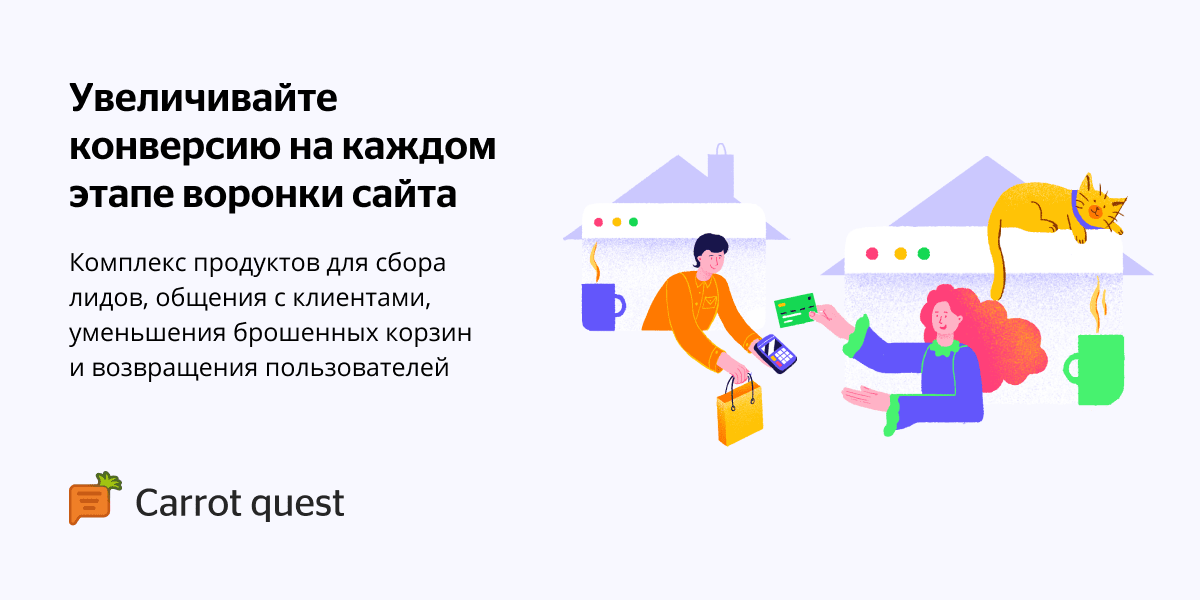 Увеличивайте
конверсию на каждом
этапе воронки сайта
Комплекс продуктов для сбора
лидов, общения с клиентами,
уменьшения брошенных корзин
и возвращения пользователей
Carrot quest